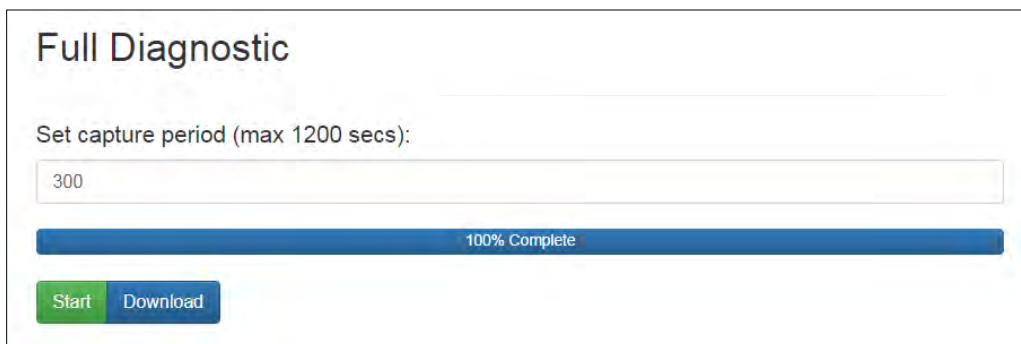 Full Diagnostic
Set capture period (max 1200 secs):
300
100% Complete
Start Download